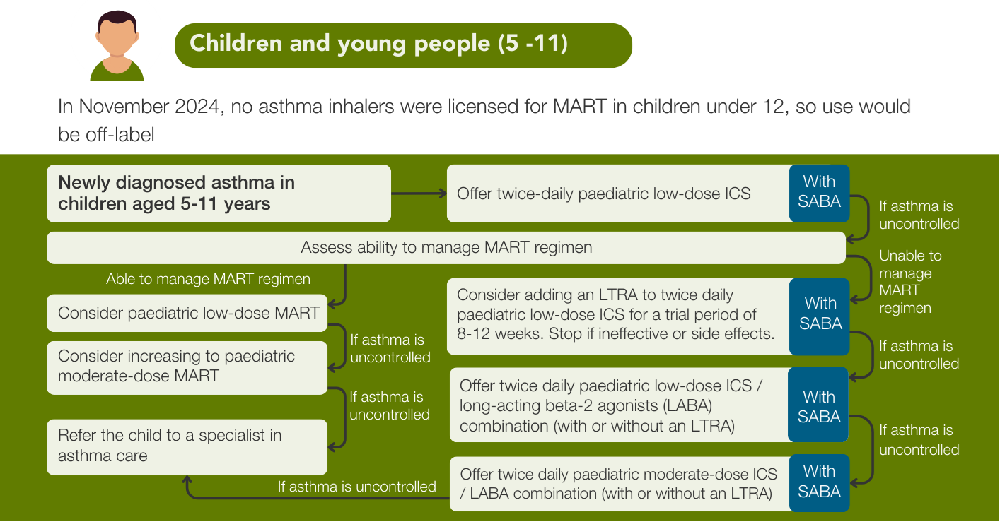 Children and young people (5 -11)
In November 2024, no asthma inhalers were licensed for MART in children under 12, so use would
be off-label
Newly diagnosed asthma in
children aged 5-11 years
Offer twice-daily paediatric low-dose ICS
With
SABA
If asthma is
uncontrolled
Assess ability to manage MART regimen
Able to manage MART regimen
Unable to
manage
MART
regimen
Consider paediatric low-dose MART
If asthma is
uncontrolled
Consider increasing to paediatric
moderate-dose MART
If asthma is
uncontrolled
Refer the child to a specialist in
asthma care
Consider adding an LTRA to twice daily
paediatric low-dose ICS for a trial period of
8-12 weeks. Stop if ineffective or side effects.
With
SABA
If asthma is
uncontrolled
Offer twice daily paediatric low-dose ICS /
long-acting beta-2 agonists (LABA)
combination (with or without an LTRA)
With
SABA
If asthma is
uncontrolled
Offer twice daily paediatric moderate-dose ICS
/ LABA combination (with or without an LTRA)
With
SABA
If asthma is uncontrolled